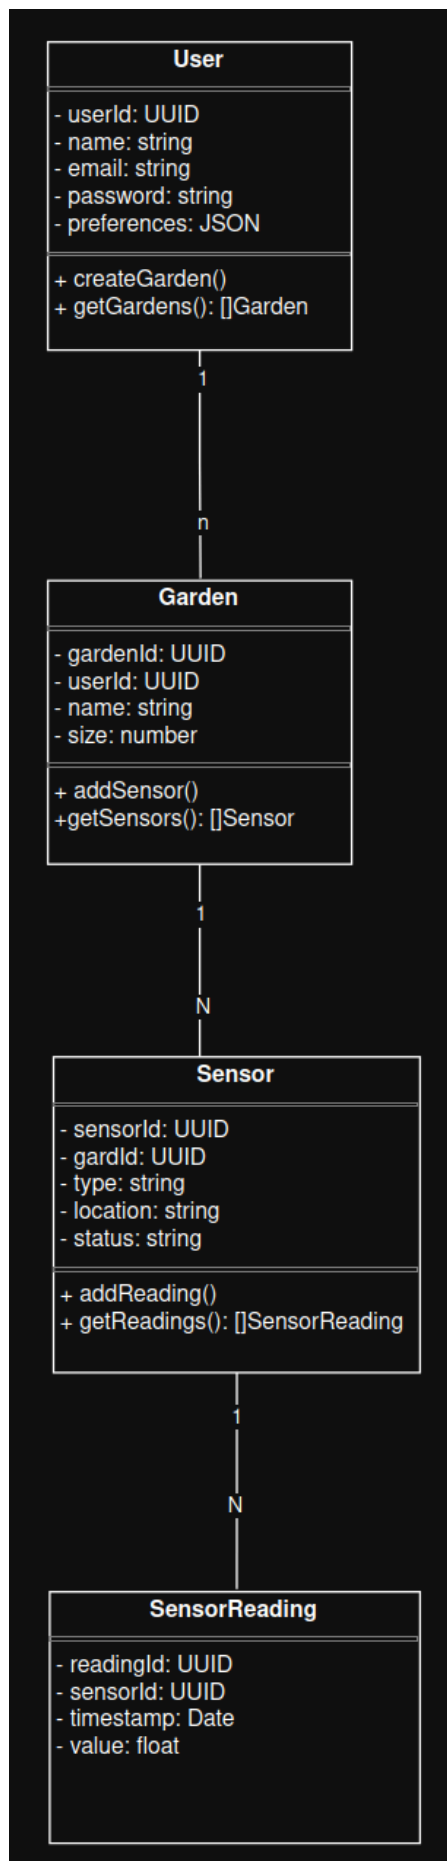 User
- userId: UUID
- name: string
- email: string
- password: string
- preferences: JSON
+ createGarden()
+ getGardens(): []Garden
1
n
Garden
- gardenId: UUID
- userId: UUID
- name: string
- size: number
+ addSensor()
+getSensors(): []Sensor
1
N
Sensor
- sensorId: UUID
- gardId: UUID
- type: string
- location: string
- status: string
+ addReading()
+ getReadings(): []SensorReading
1
N
SensorReading
- readingId: UUID
- sensorId: UUID
- timestamp: Date
- value: float